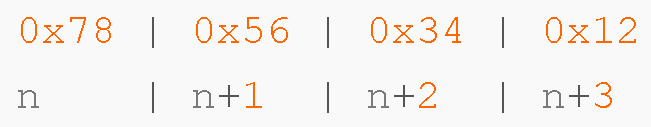 0x78 | 0x56 | 0x34 | 0x12
n | n+1 | n+2 | n+3